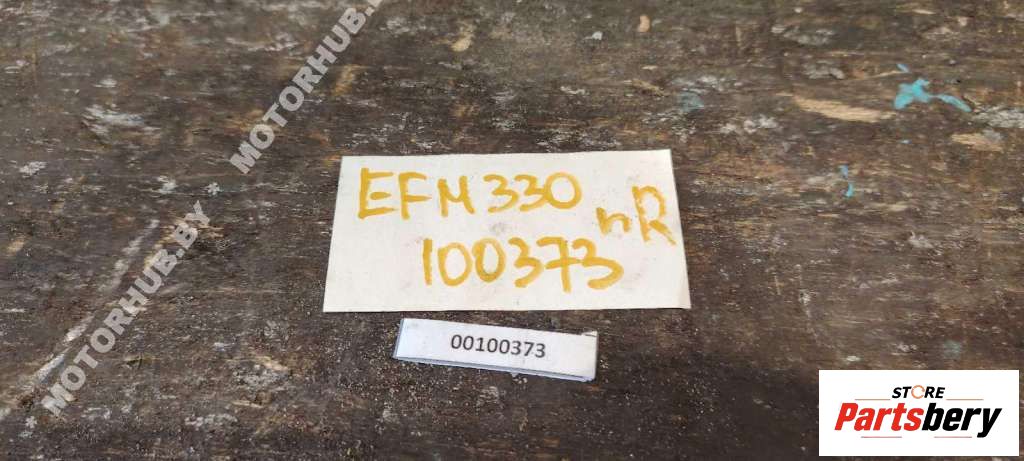 MOTORHUB.BY
MOTORHUB.BY
EFM 330 nR
100373
00100373
STORE
Partsbery